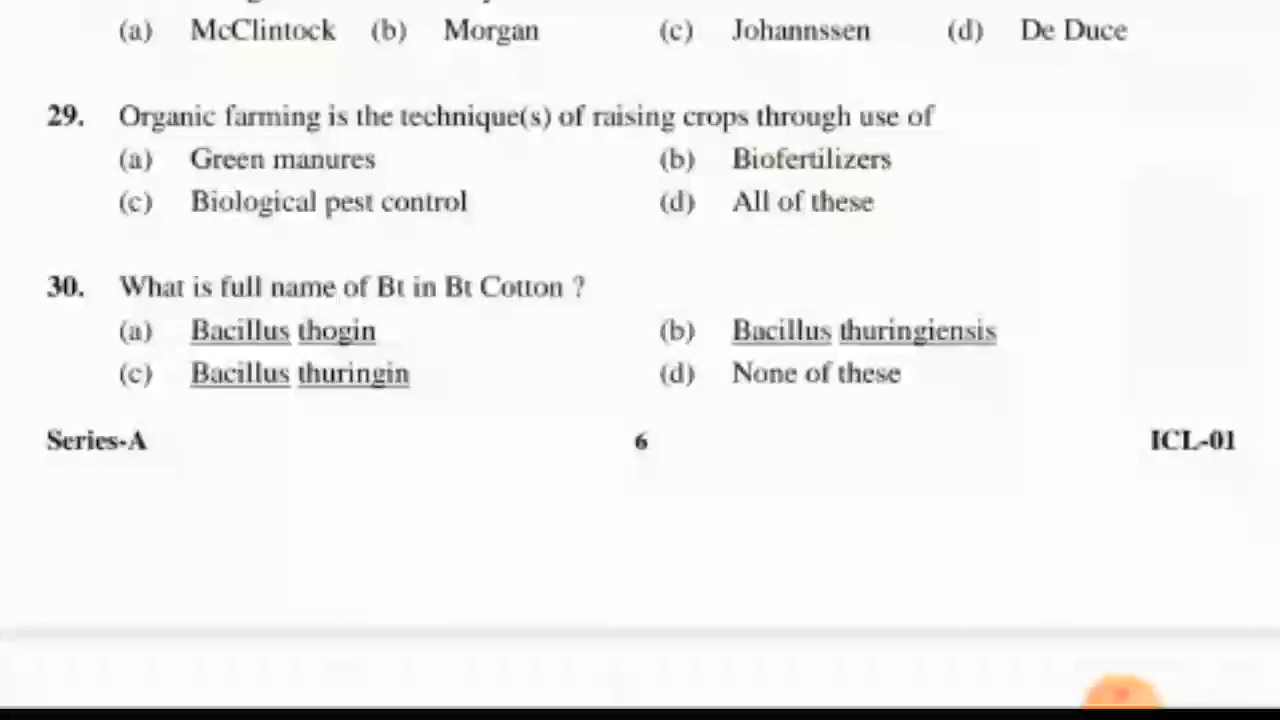 (a) McClintock (b) Morgan (c) Johannssen (d) De Duce
29. Organic farming is the technique(s) of raising crops through use of
(a) Green manures (b) Biofertilizers
(c) Biological pest control (d) All of these
30. What is full name of Bt in Bt Cotton ?
(a) Bacillus thogin (b) Bacillus thuringiensis
(c) Bacillus thuringin (d) None of these
Series-A 6 ICL-01